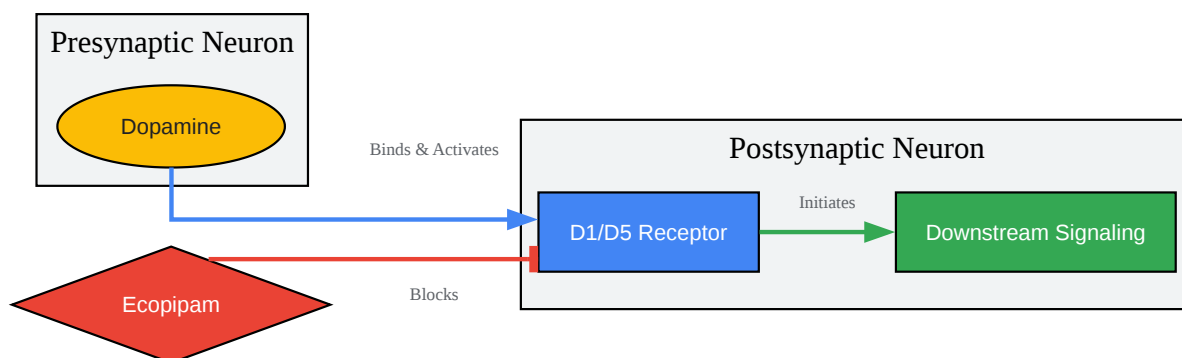 Presynaptic Neuron
Dopamine
Binds & Activates
Postsynaptic Neuron
D1/D5 Receptor
Initiates
Downstream Signaling
Ecopipam
Blocks